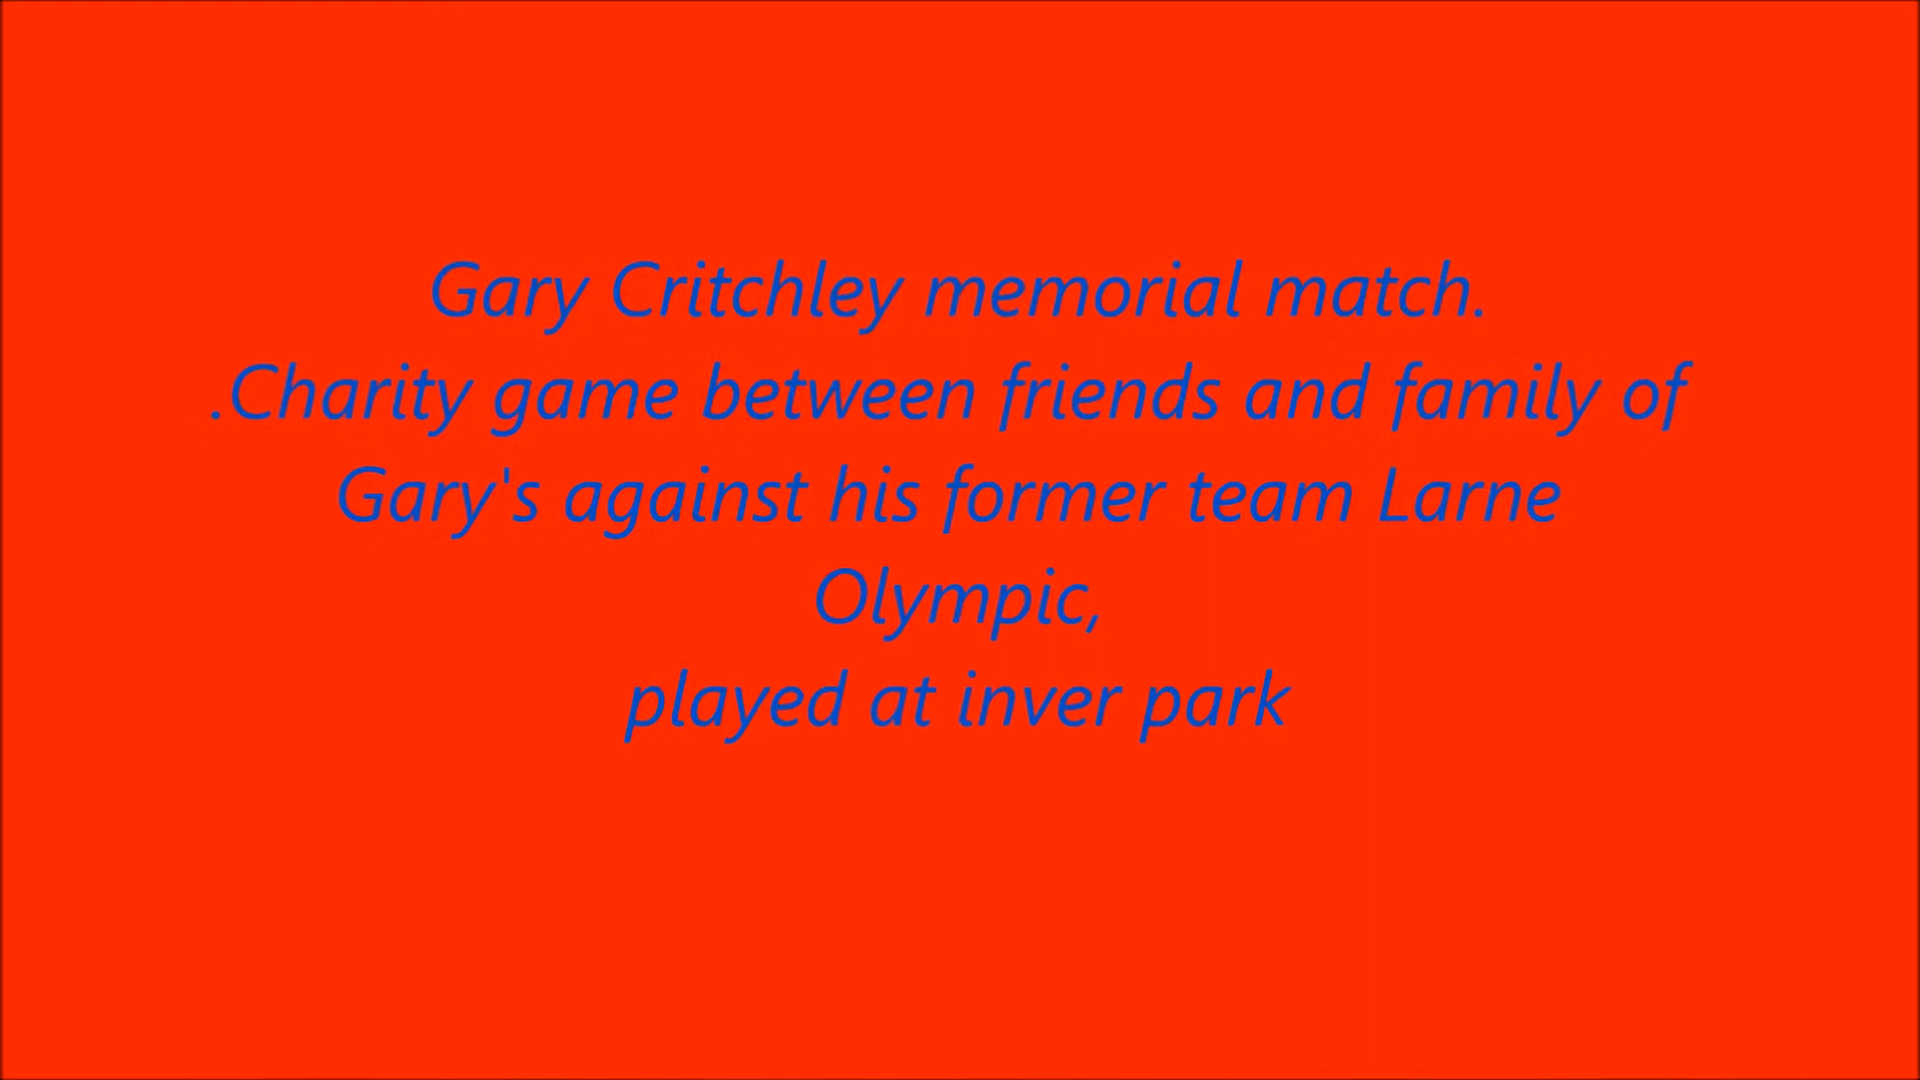 Gary Critchley memorial match.
.Charity game between friends and family of
Gary's against his former team Larne
Olympic,
played at inver park